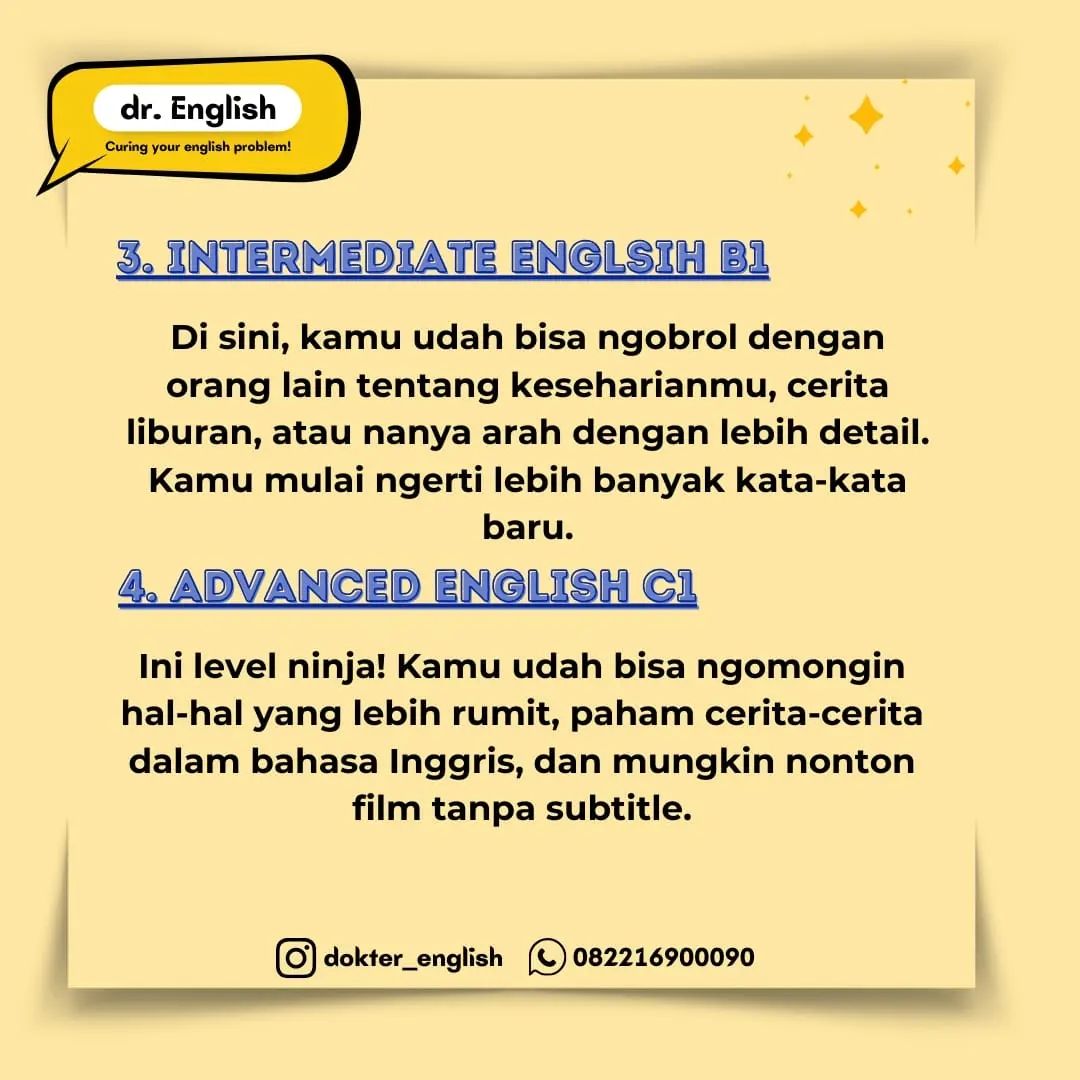 dr. English
Curing your english problem!
3. INTERMEDIATE ENGLSIH B1
Di sini, kamu udah bisa ngobrol dengan
orang lain tentang keseharianmu, cerita
liburan, atau nanya arah dengan lebih detail.
Kamu mulai ngerti lebih banyak kata-kata
baru.
4. ADVANCED ENGLISH C1
Ini level ninja! Kamu udah bisa ngomongin
hal-hal yang lebih rumit, paham cerita-cerita
dalam bahasa Inggris, dan mungkin nonton
film tanpa subtitle.
dokter_english 082216900090